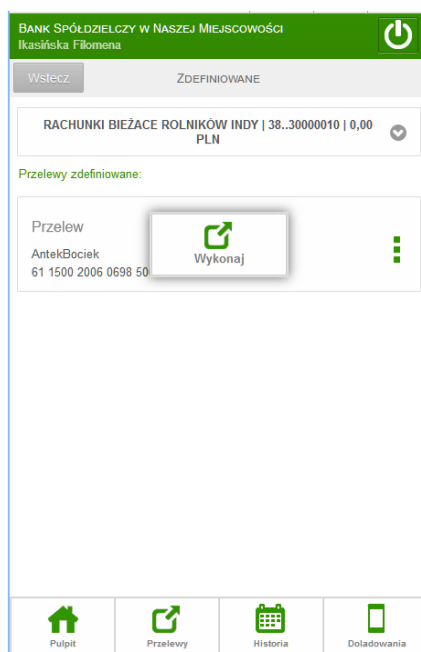 BANK SPÓŁDZIELCZY W NASZEJ MIEJSCOWOŚCI
Ikasińska Filomena
Wstecz
ZDEFINIOWANE
RACHUNKI BIEŻACE ROLNIKÓW INDY | 38..30000010 | 0,00
PLN
Przelewy zdefiniowane:
Przelew
AntekBociek
61 1500 2006 0698 50
Wykonaj
Pulpit
Przelewy
Historia
Doladowania